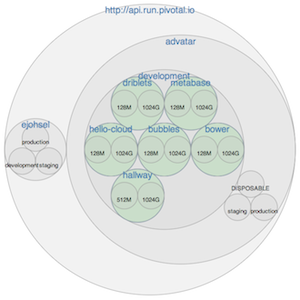 http://api.run.pivotal.io
advatar
development
driblets
metabase
128M
1024G
128M
1024G
ejohsel
production
development
staging
hello-cloud
bubbles
bower
128M
1024G
128M
1024G
128M
1024G
hallway
512M
1024G
DISPOSABLE
staging
production